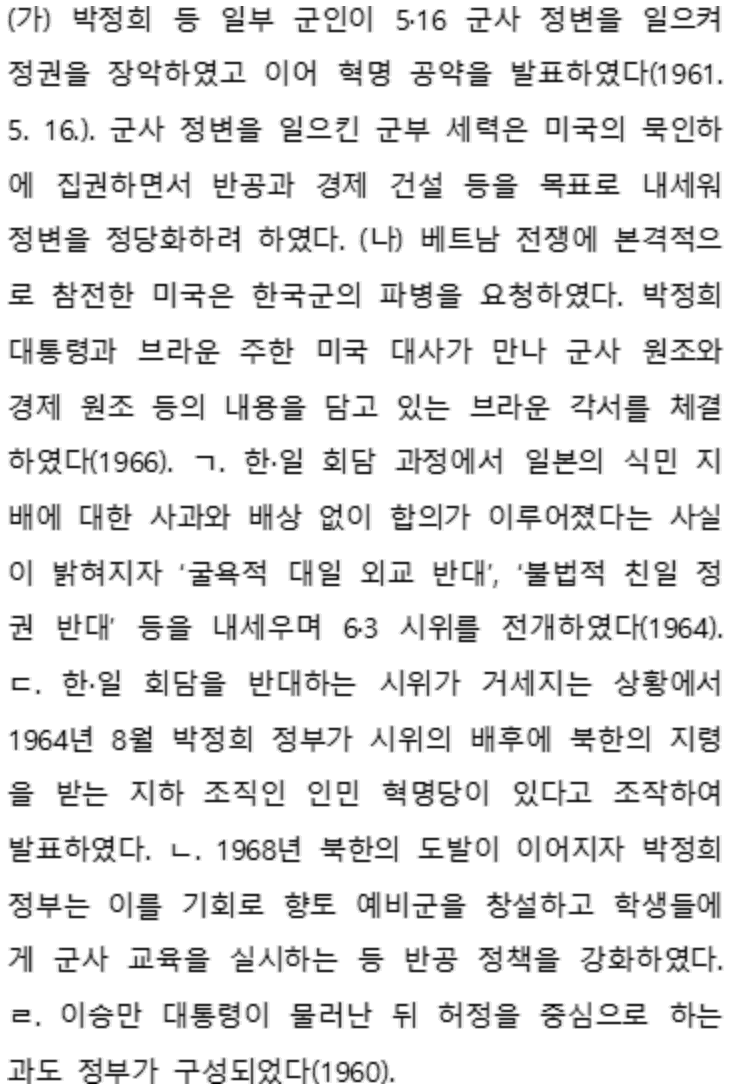 (가) 박정희 등 일부 군인이 5·16 군사 정변을 일으켜
정권을 장악하였고 이어 혁명 공약을 발표하였다(1961.
5. 16.). 군사 정변을 일으킨 군부 세력은 미국의 묵인하
에 집권하면서 반공과 경제 건설 등을 목표로 내세워
정변을 정당화하려 하였다. (나) 베트남 전쟁에 본격적으
로 참전한 미국은 한국군의 파병을 요청하였다. 박정희
대통령과 브라운 주한 미국 대사가 만나 군사 원조와
경제 원조 등의 내용을 담고 있는 브라운 각서를 체결
하였다(1966). ㄱ. 한·일 회담 과정에서 일본의 식민 지
배에 대한 사과와 배상 없이 합의가 이루어졌다는 사실
이 밝혀지자 ‘굴욕적 대일 외교 반대’, ‘불법적 친일 정
권 반대’ 등을 내세우며 6·3 시위를 전개하였다(1964).
ㄷ. 한·일 회담을 반대하는 시위가 거세지는 상황에서
1964년 8월 박정희 정부가 시위의 배후에 북한의 지령
을 받는 지하 조직인 인민 혁명당이 있다고 조작하여
발표하였다. ㄴ. 1968년 북한의 도발이 이어지자 박정희
정부는 이를 기회로 향토 예비군을 창설하고 학생들에
게 군사 교육을 실시하는 등 반공 정책을 강화하였다.
ㄹ. 이승만 대통령이 물러난 뒤 허정을 중심으로 하는
과도 정부가 구성되었다(1960).